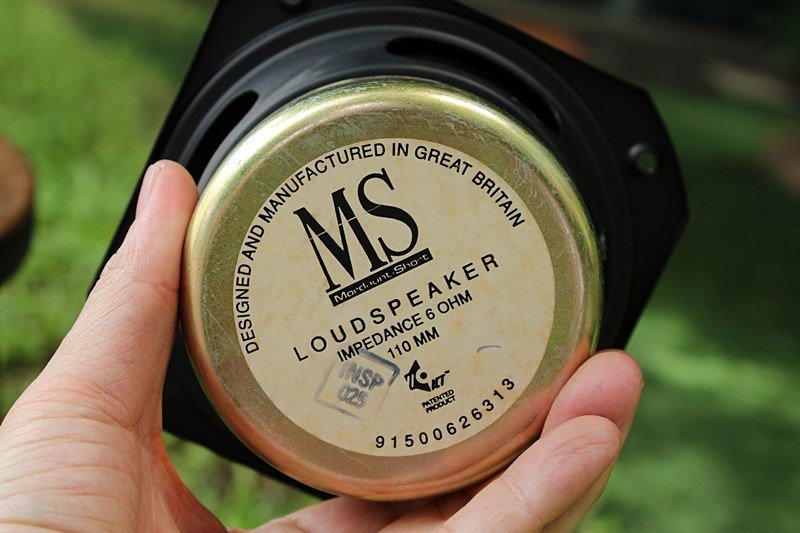 DESIGNED AND MANUFACTURED IN GREAT BRITAIN
MS
Mordaunt-Short
LOUDSPEAKER
IMPEDANCE 6 OHM
110 MM
INSP
025
PATENTED
PRODUCT
91500626313